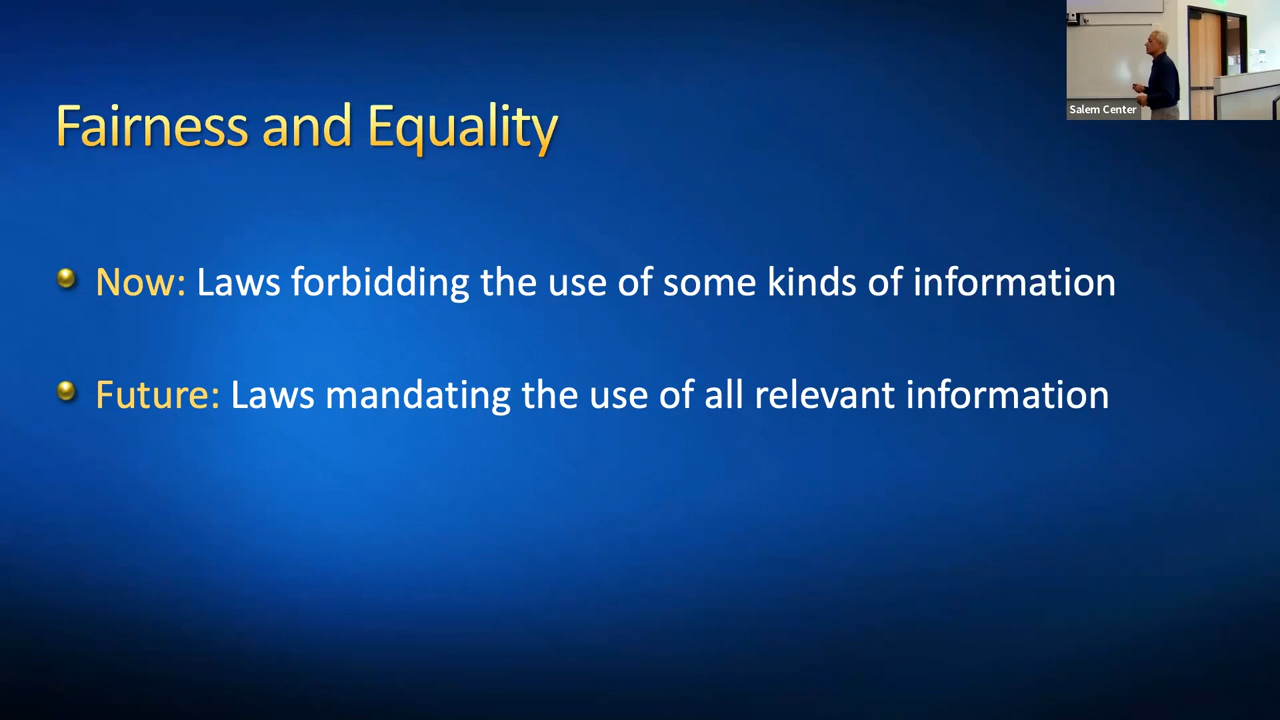 Salem Center
Fairness and Equality
Now: Laws forbidding the use of some kinds of information
Future: Laws mandating the use of all relevant information